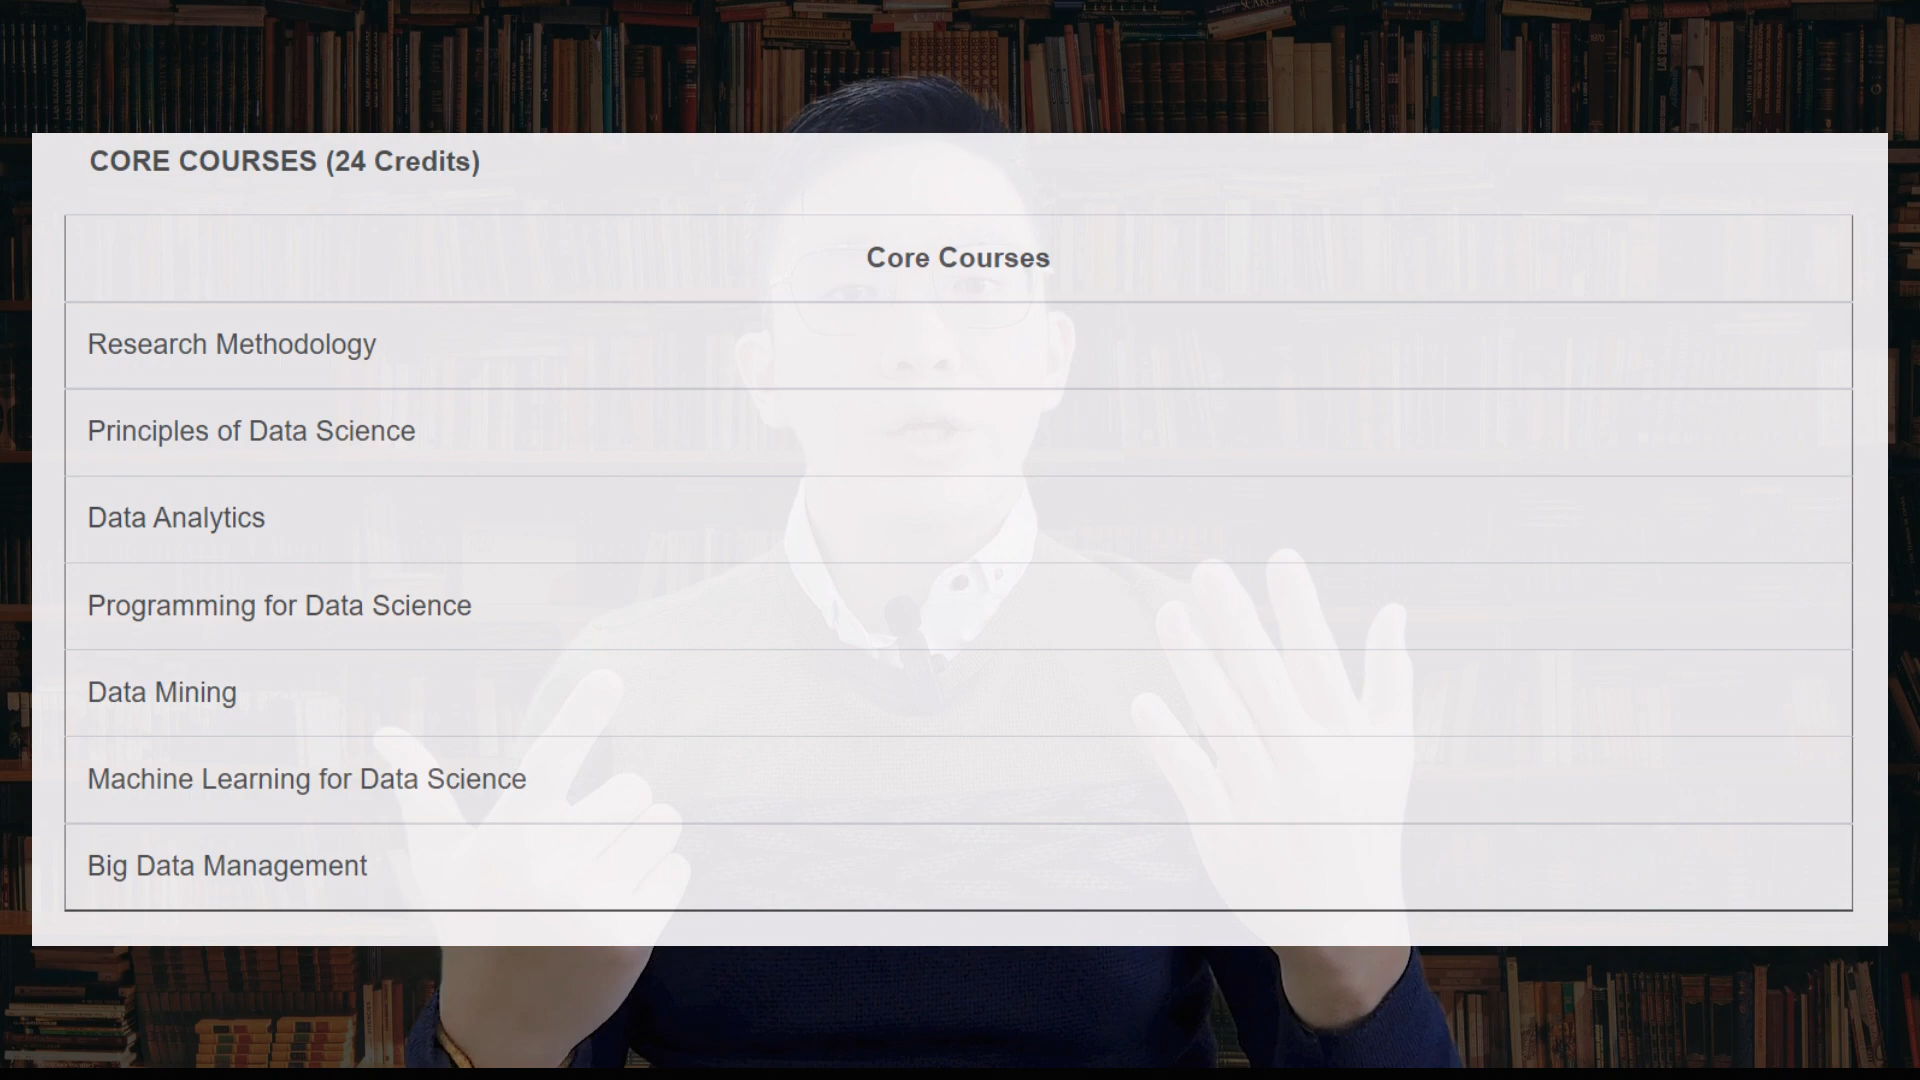 CORE COURSES (24 Credits)
Core Courses
Research Methodology
Principles of Data Science
Data Analytics
Programming for Data Science
Data Mining
Machine Learning for Data Science
Big Data Management